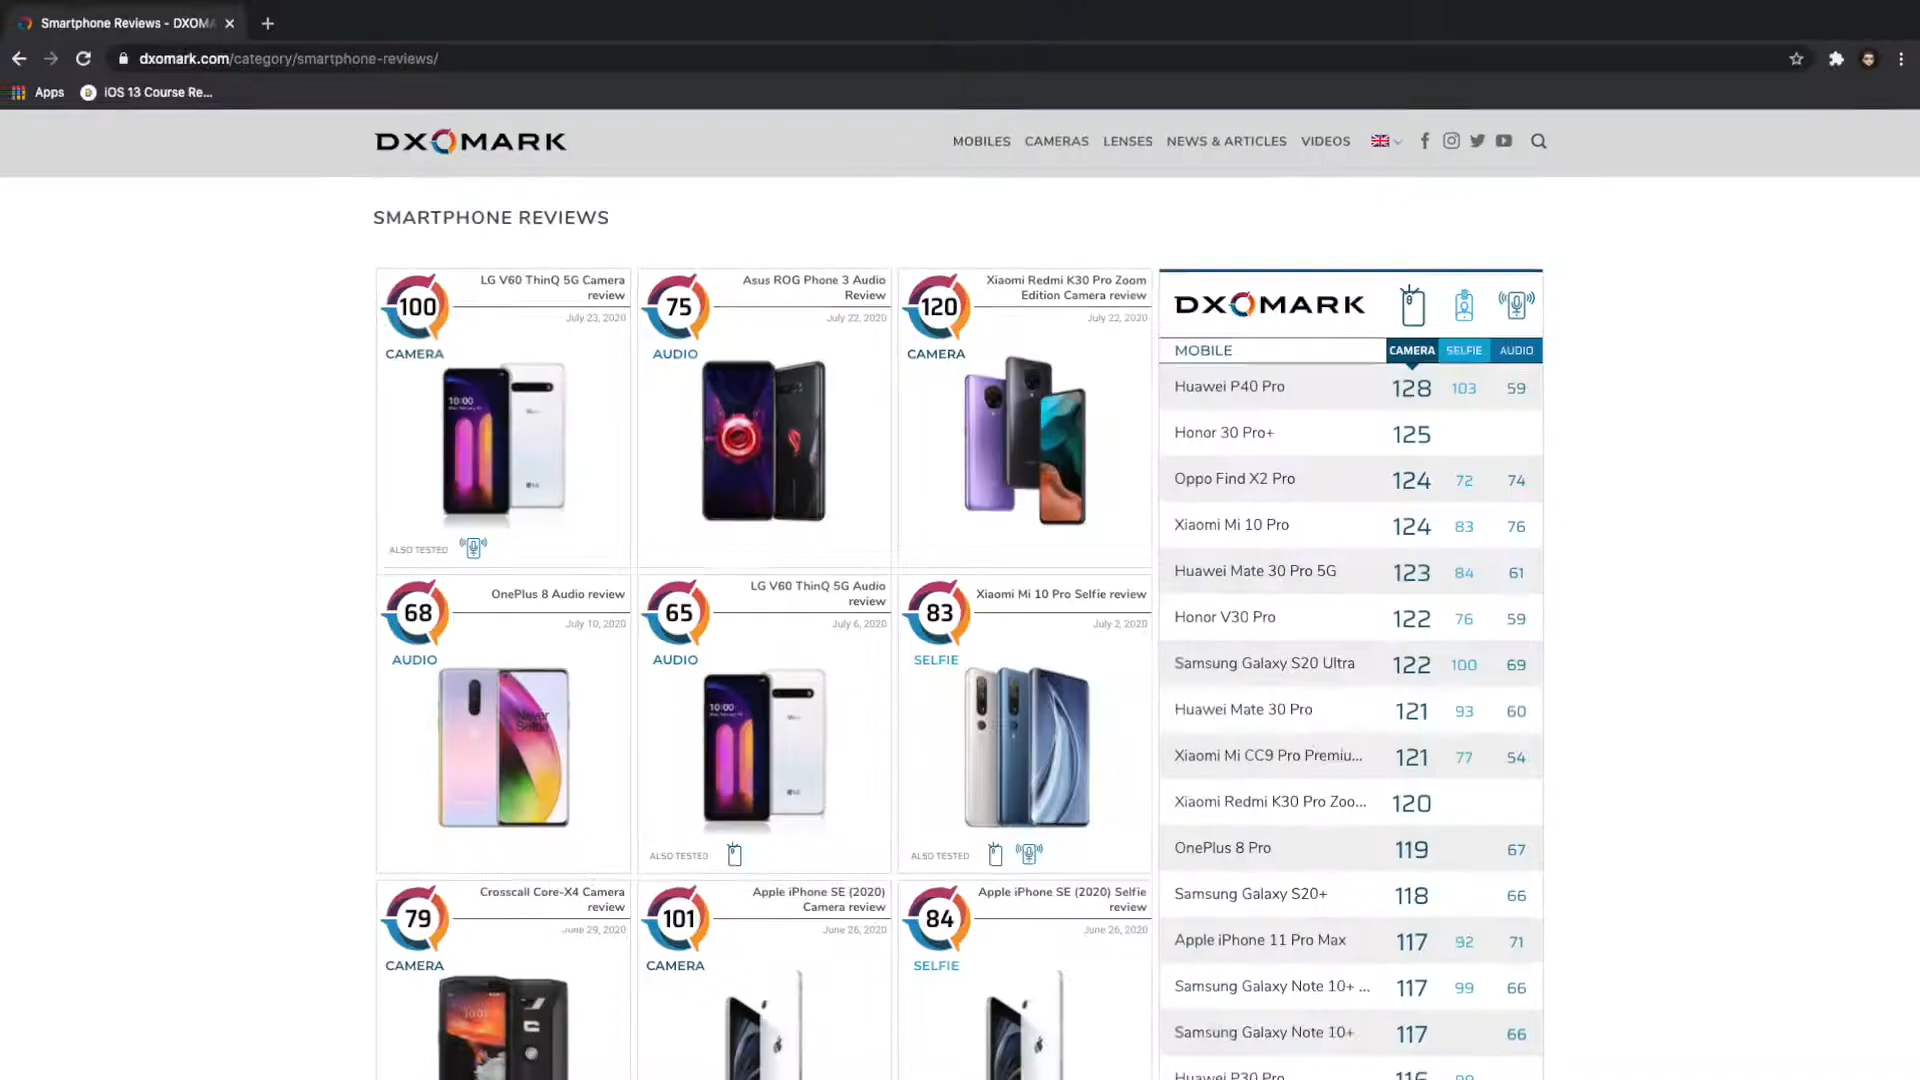 Smartphone Reviews - DXOMA
dxomark.com/category/smartphone-reviews/
Apps
iOS 13 Course Re...
DXOMARK
MOBILES CAMERAS LENSES NEWS & ARTICLES VIDEOS
SMARTPHONE REVIEWS
100
LG V60 ThinQ 5G Camera
review
July 23, 2020
CAMERA
10:00
LG
ALSO TESTED
75
Asus ROG Phone 3 Audio
Review
July 22, 2020
AUDIO
120
Xiaomi Redmi K30 Pro Zoom
Edition Camera review
July 22, 2020
CAMERA
68
OnePlus 8 Audio review
July 10, 2020
AUDIO
Never
Settle
65
LG V60 ThinQ 5G Audio
review
July 6, 2020
AUDIO
10:00
LG
ALSO TESTED
83
Xiaomi Mi 10 Pro Selfie review
July 2, 2020
SELFIE
ALSO TESTED
79
Crosscall Core-X4 Camera
review
June 29, 2020
CAMERA
101
Apple iPhone SE (2020)
Camera review
June 26, 2020
CAMERA
84
Apple iPhone SE (2020) Selfie
review
June 26, 2020
SELFIE
DXOMARK
MOBILE CAMERA SELFIE AUDIO
Huawei P40 Pro 128 103 59
Honor 30 Pro+ 125
Oppo Find X2 Pro 124 72 74
Xiaomi Mi 10 Pro 124 83 76
Huawei Mate 30 Pro 5G 123 84 61
Honor V30 Pro 122 76 59
Samsung Galaxy S20 Ultra 122 100 69
Huawei Mate 30 Pro 121 93 60
Xiaomi Mi CC9 Pro Premiu... 121 77 54
Xiaomi Redmi K30 Pro Zoo... 120
OnePlus 8 Pro 119 67
Samsung Galaxy S20+ 118 66
Apple iPhone 11 Pro Max 117 92 71
Samsung Galaxy Note 10+ ... 117 99 66
Samsung Galaxy Note 10+ 117 66
Huawei P30 Pro 116